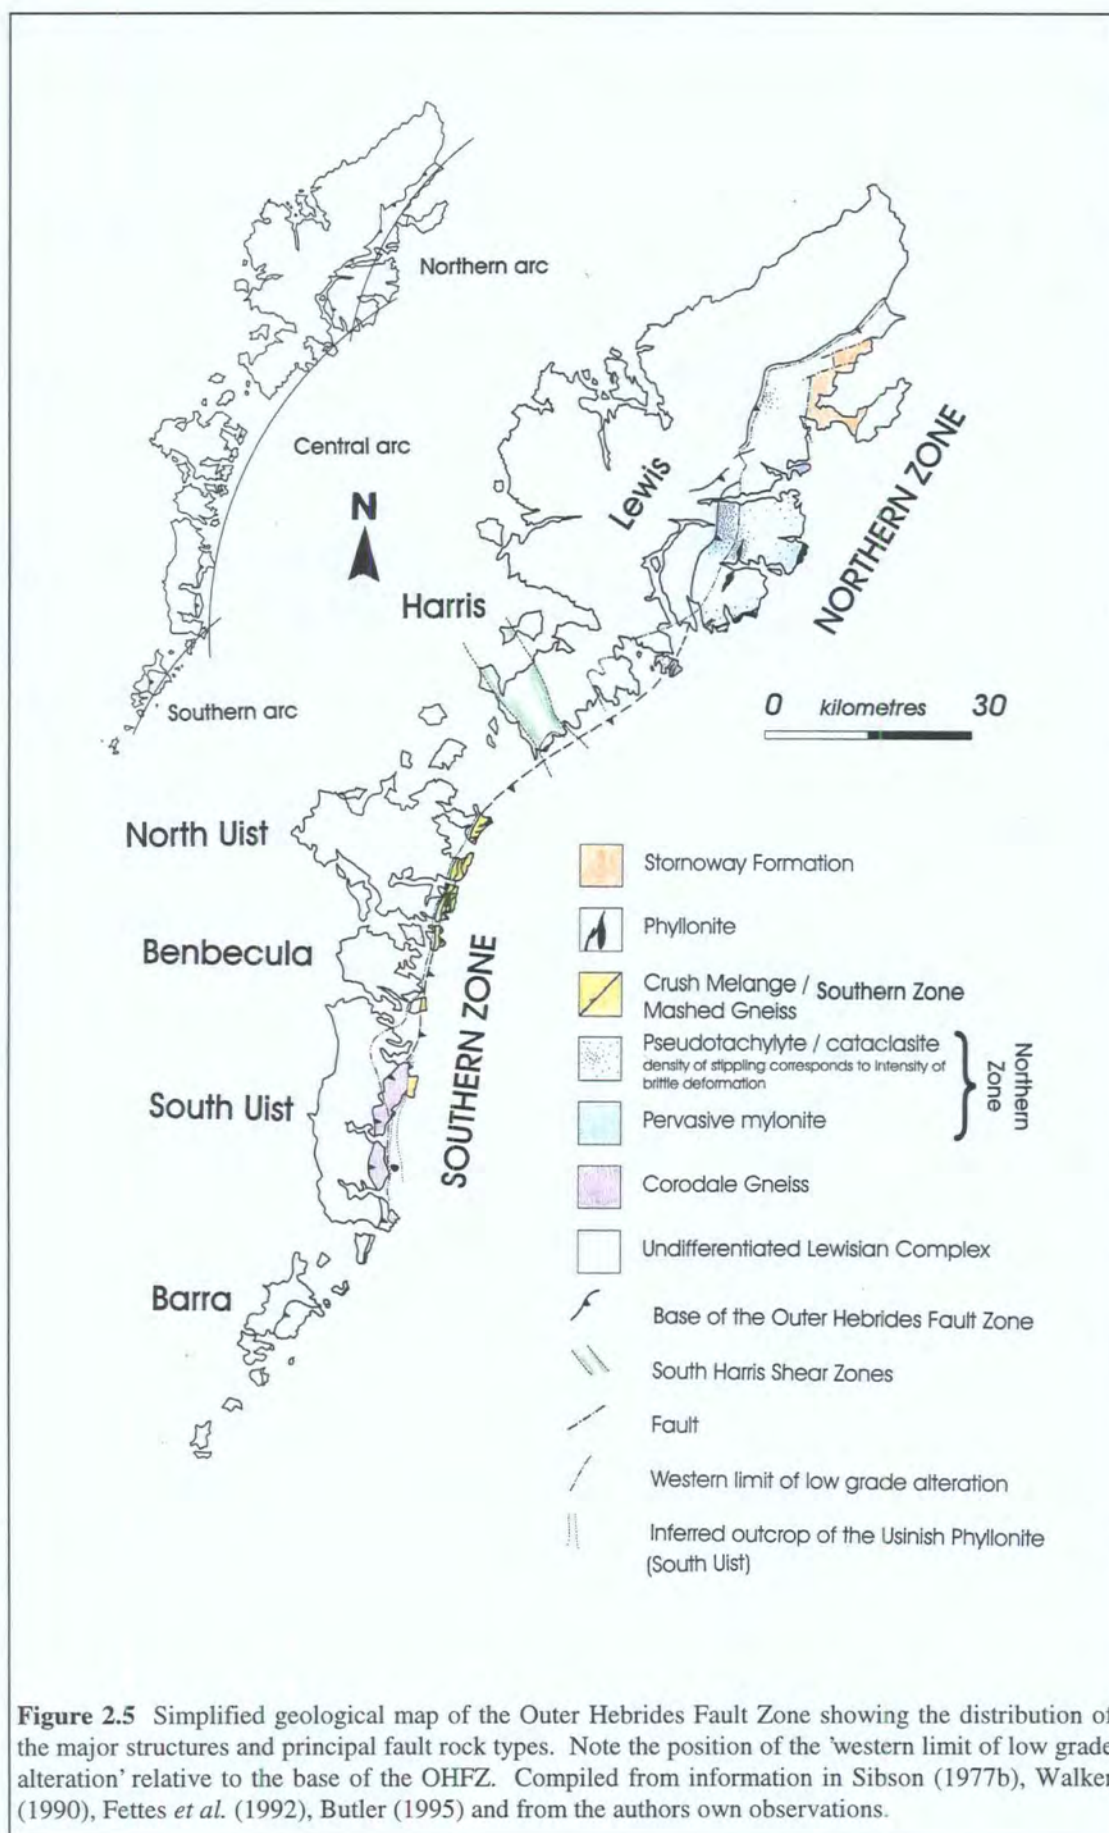 Northern arc
Central arc
N
Southern arc
Lewis
Harris
NORTHERN ZONE
0 kilometres 30
North Uist
Benbecula
SOUTHERN ZONE
South Uist
Barra
Stornoway Formation
Phyllonite
Crush Melange / Southern Zone
Mashed Gneiss
Pseudotachylyte / cataclasite
density of stippling corresponds to intensity of
brittle deformation
Northern
Zone
Pervasive mylonite
Corodale Gneiss
Undifferentiated Lewisian Complex
Base of the Outer Hebrides Fault Zone
South Harris Shear Zones
Fault
Western limit of low grade alteration
Inferred outcrop of the Usinish Phyllonite
(South Uist)
Figure 2.5 Simplified geological map of the Outer Hebrides Fault Zone showing the distribution of
the major structures and principal fault rock types. Note the position of the 'western limit of low grade
alteration' relative to the base of the OHFZ. Compiled from information in Sibson (1977b), Walker
(1990), Fettes et al. (1992), Butler (1995) and from the authors own observations.